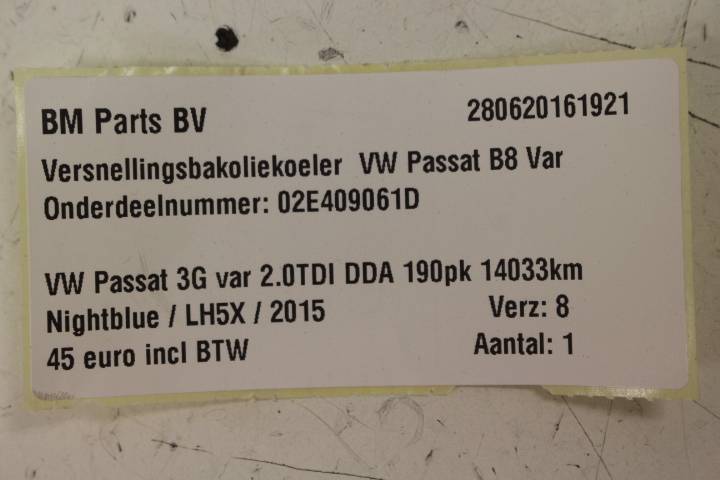 BM Parts BV 280620161921
Versnellingsbakoliekoeler VW Passat B8 Var
Onderdeelnummer: 02E409061D
VW Passat 3G var 2.0TDI DDA 190pk 14033km
Nightblue / LH5X / 2015 Verz: 8
45 euro incl BTW Aantal: 1